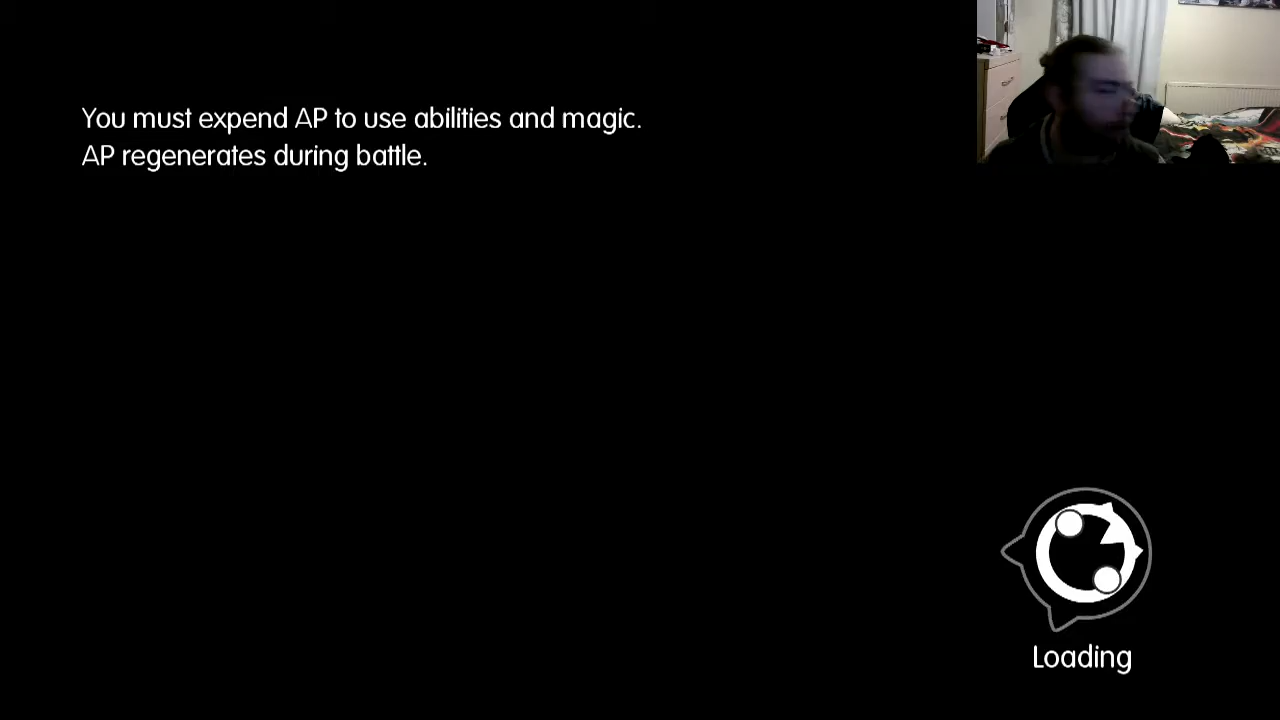 You must expend AP to use abilities and magic.
AP regenerates during battle.
Loading